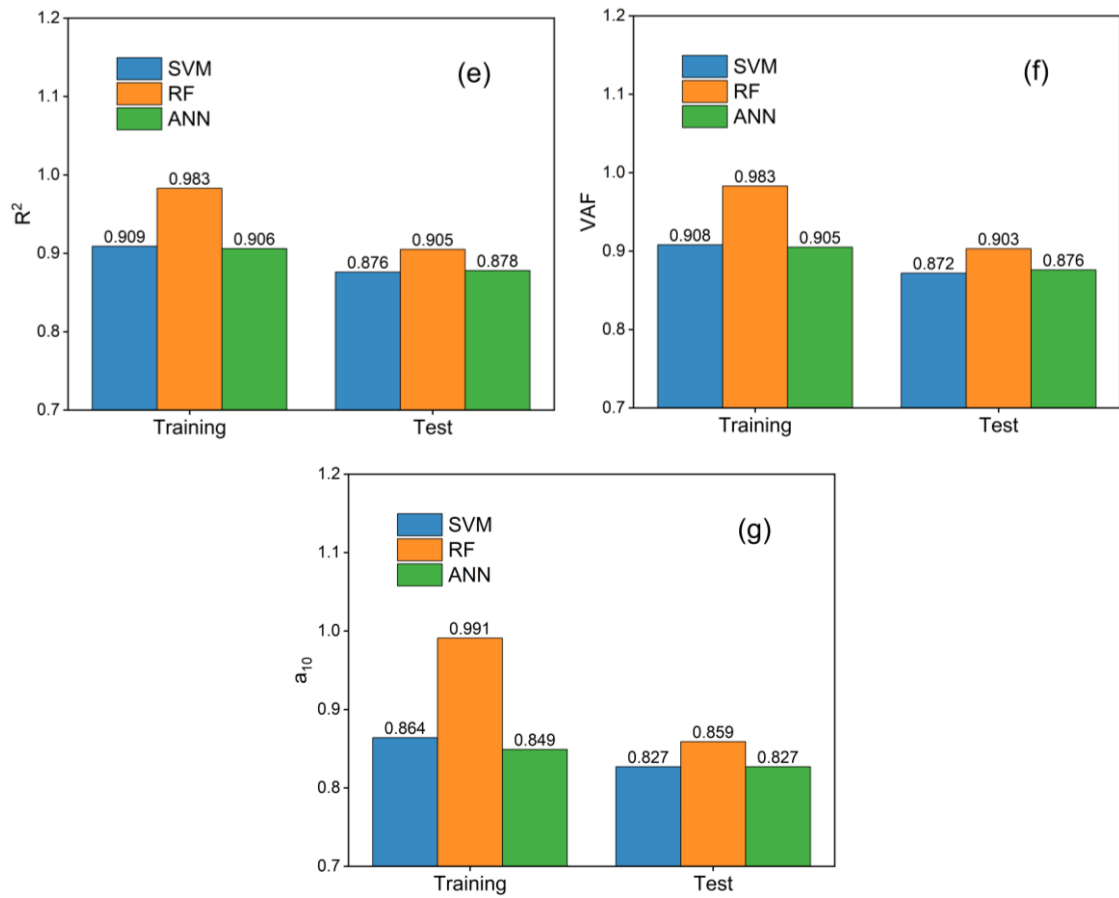 1.2
1.1
1.0
0.9
0.8
0.7
R²
SVM
RF
ANN
(e)
0.909
0.983
0.906
0.876
0.905
0.878
Training
Test
1.2
1.1
1.0
0.9
0.8
0.7
VAF
SVM
RF
ANN
(f)
0.908
0.983
0.905
0.872
0.903
0.876
Training
Test
1.2
1.1
1.0
0.9
0.8
0.7
a₁₀
SVM
RF
ANN
(g)
0.864
0.991
0.849
0.827
0.859
0.827
Training
Test